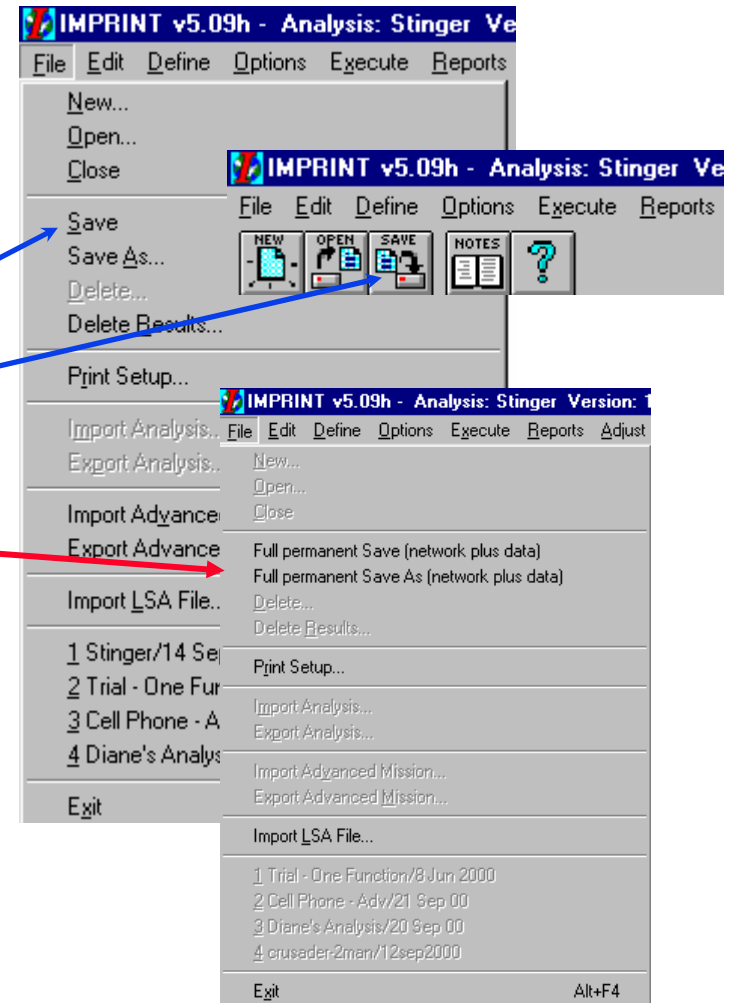 IMPRINT v5.09h - Analysis: Stinger Ve
File Edit Define Options Execute Reports
New...
Open...
Close
Save
Save As...
Delete...
Delete Results...
Print Setup...
Import Analysis..
Export Analysis..
Import Advance
Export Advance
Import LSA File..
1 Stinger/14 Sep
2 Trial - One Fun
3 Cell Phone - A
4 Diane's Analys
Exit
IMPRINT v5.09h - Analysis: Stinger Ve
File Edit Define Options Execute Reports
NEW OPEN SAVE NOTES ?
IMPRINT v5.09h - Analysis: Stinger Version: 1
File Edit Define Options Execute Reports Adjust
New...
Open...
Close
Full permanent Save (network plus data)
Full permanent Save As (network plus data)
Delete...
Delete Results...
Print Setup...
Import Analysis...
Export Analysis...
Import Advanced Mission...
Export Advanced Mission...
Import LSA File...
1 Trial - One Function/8 Jun 2000
2 Cell Phone - Adv/21 Sep 00
3 Diane's Analysis/20 Sep 00
4 crusader-2man/12sep2000
Exit Alt+F4